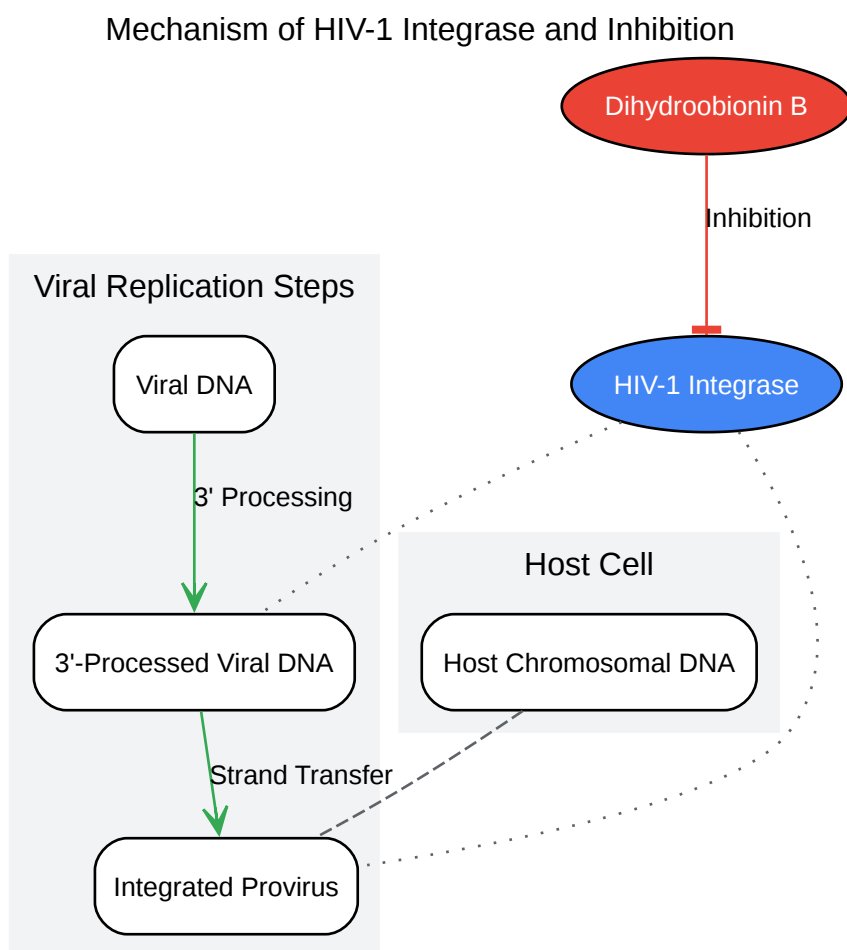 Mechanism of HIV-1 Integrase and Inhibition
Dihydroobionin B
Inhibition
Viral Replication Steps
Viral DNA
HIV-1 Integrase
3' Processing
Host Cell
3'-Processed Viral DNA
Host Chromosomal DNA
Strand Transfer
Integrated Provirus